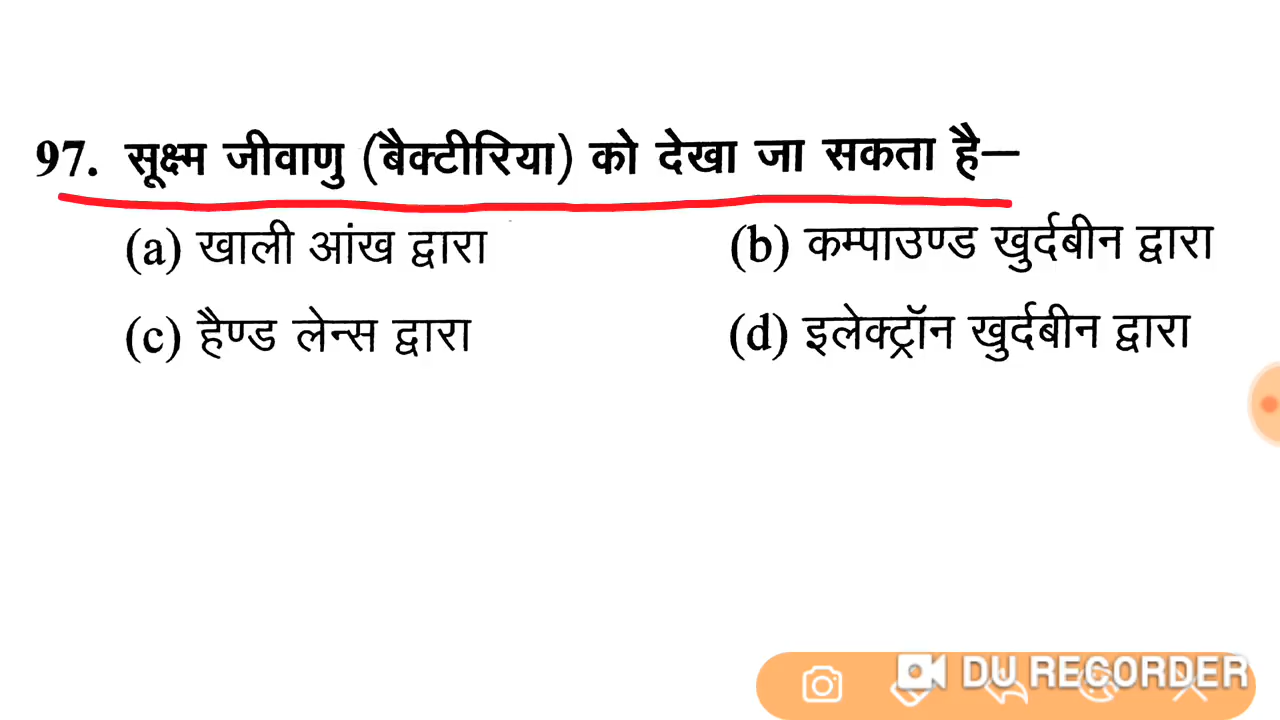 97. सूक्ष्म जीवाणु (बैक्टीरिया) को देखा जा सकता है—
(a) खाली आंख द्वारा (b) कम्पाउण्ड खुर्दबीन द्वारा
(c) हैण्ड लेन्स द्वारा (d) इलेक्ट्रॉन खुर्दबीन द्वारा
DU RECORDER